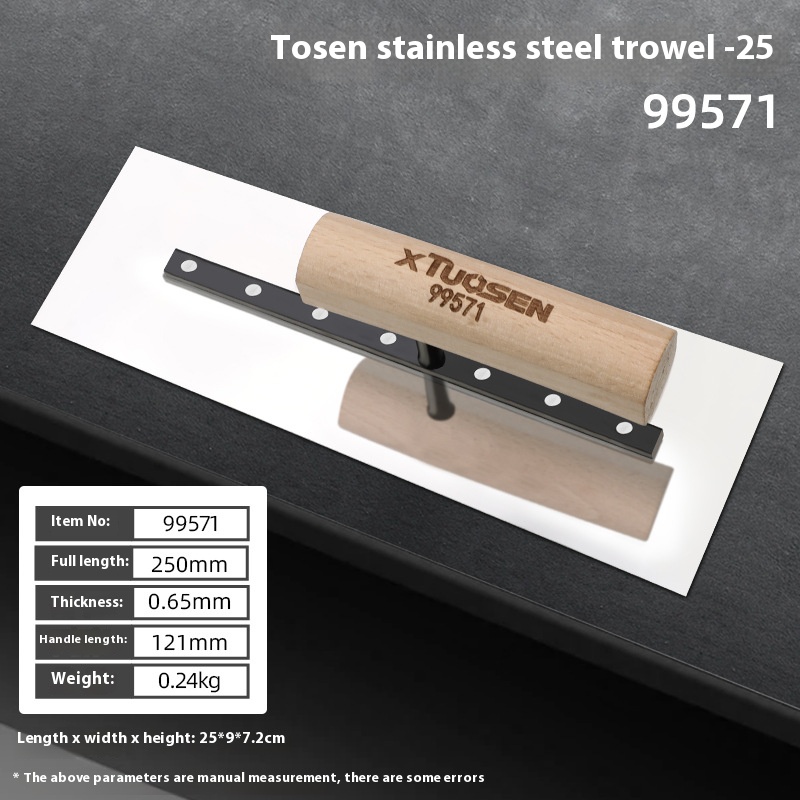 Tosen stainless steel trowel -25
99571
xTUOSEN
99571
Item No: 99571
Full length: 250mm
Thickness: 0.65mm
Handle length: 121mm
Weight: 0.24kg
Length x width x height: 25*9*7.2cm
* The above parameters are manual measurement, there are some errors